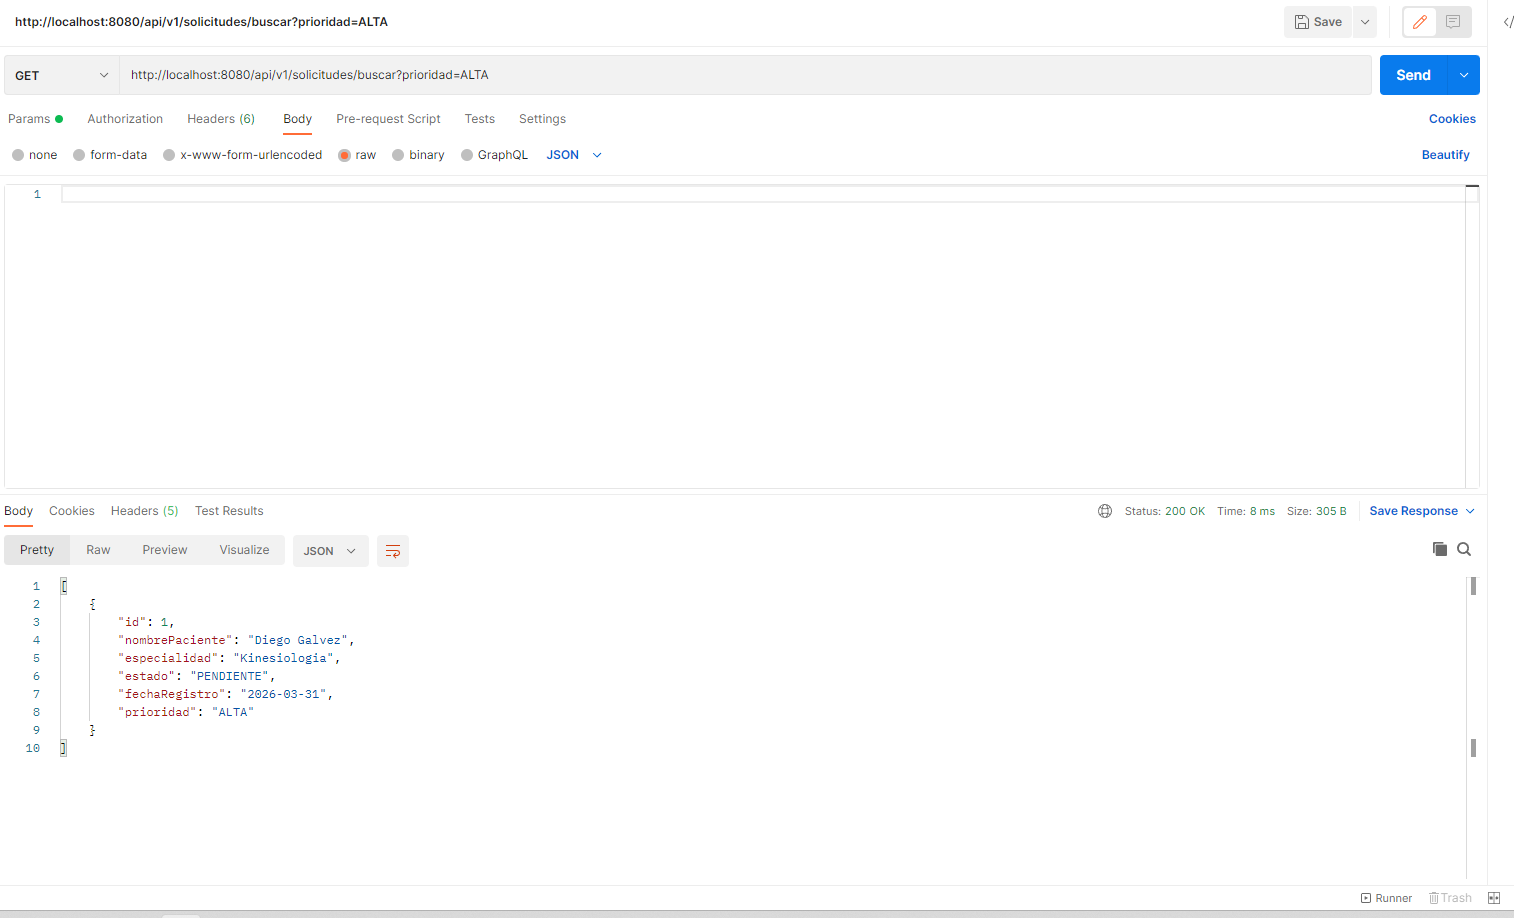 http://localhost:8080/api/v1/solicitudes/buscar?prioridad=ALTA
Save
GET
http://localhost:8080/api/v1/solicitudes/buscar?prioridad=ALTA
Send
Params
Authorization
Headers (6)
Body
Pre-request Script
Tests
Settings
Cookies
none
form-data
x-www-form-urlencoded
raw
binary
GraphQL
JSON
Beautify
1
Body
Cookies
Headers (5)
Test Results
Status: 200 OK
Time: 8 ms
Size: 305 B
Save Response
Pretty
Raw
Preview
Visualize
JSON
1 [
2 {
3 "id": 1,
4 "nombrePaciente": "Diego Galvez",
5 "especialidad": "Kinesiologia",
6 "estado": "PENDIENTE",
7 "fechaRegistro": "2026-03-31",
8 "prioridad": "ALTA"
9 }
10 ]
Runner
Trash